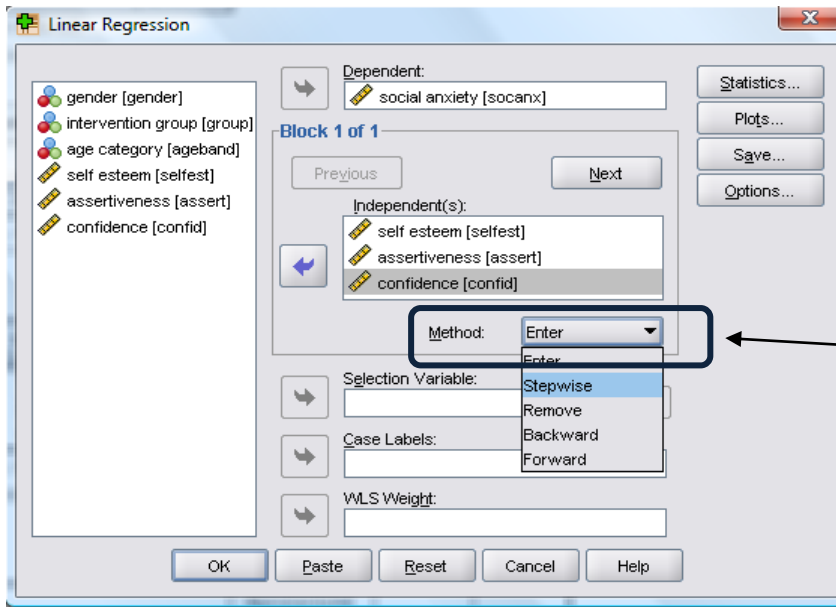 Linear Regression
gender [gender]
intervention group [group]
age category [ageband]
self esteem [selfest]
assertiveness [assert]
confidence [confid]
Dependent:
social anxiety [socanx]
Block 1 of 1
Previous
Next
Independent(s):
self esteem [selfest]
assertiveness [assert]
confidence [confid]
Method:
Enter
Enter
Stepwise
Remove
Backward
Forward
Selection Variable:
Case Labels:
WLS Weight:
Statistics...
Plots...
Save...
Options...
OK
Paste
Reset
Cancel
Help